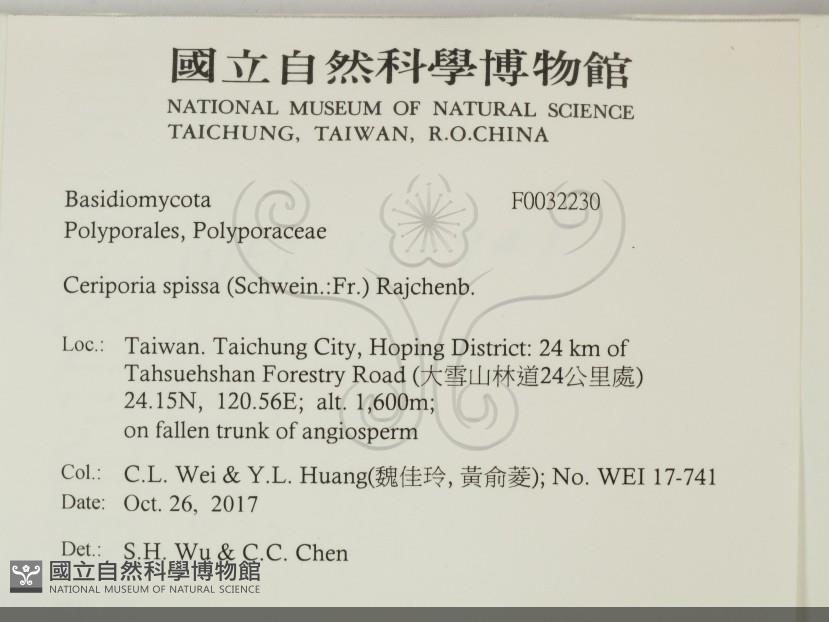 國立自然科學博物館
NATIONAL MUSEUM OF NATURAL SCIENCE
TAICHUNG, TAIWAN, R.O.CHINA
Basidiomycota F0032230
Polyporales, Polyporaceae
Ceriporia spissa (Schwein.:Fr.) Rajchenb.
Loc.: Taiwan. Taichung City, Hoping District: 24 km of
Tahsuehshan Forestry Road (大雪山林道24公里處)
24.15N, 120.56E; alt. 1,600m;
on fallen trunk of angiosperm
Col.: C.L. Wei & Y.L. Huang(魏佳玲, 黃俞菱); No. WEI 17-741
Date: Oct. 26, 2017
Det.: S.H. Wu & C.C. Chen
國立自然科學博物館
NATIONAL MUSEUM OF NATURAL SCIENCE